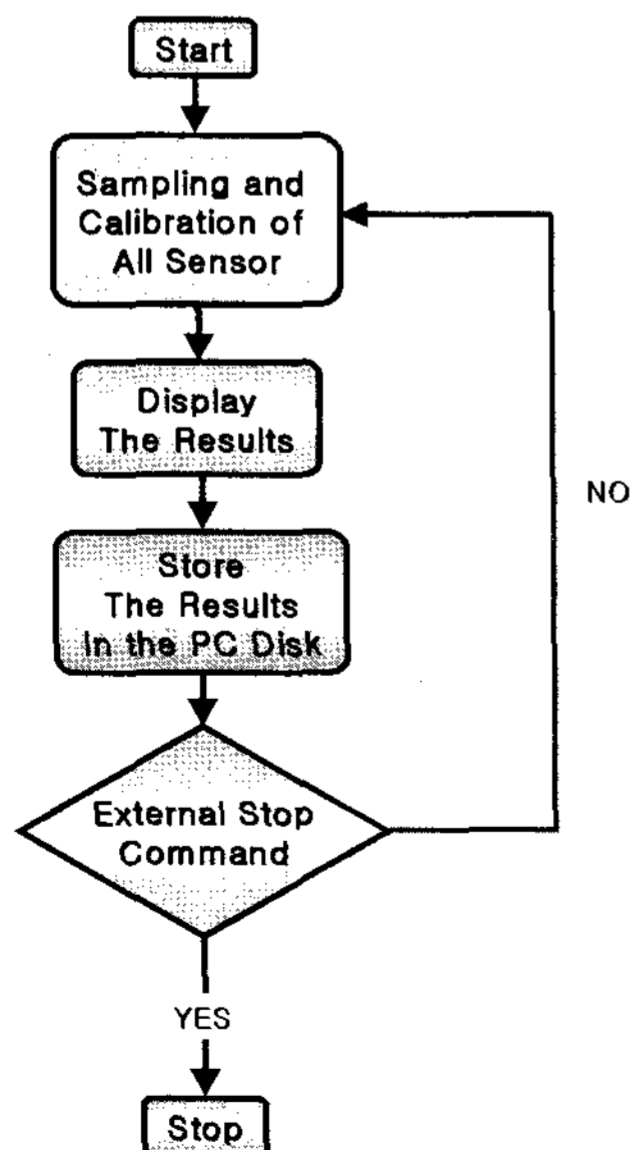 Start
Sampling and
Calibration of
All Sensor
Display
The Results
NO
Store
The Results
In the PC Disk
External Stop
Command
YES
Stop